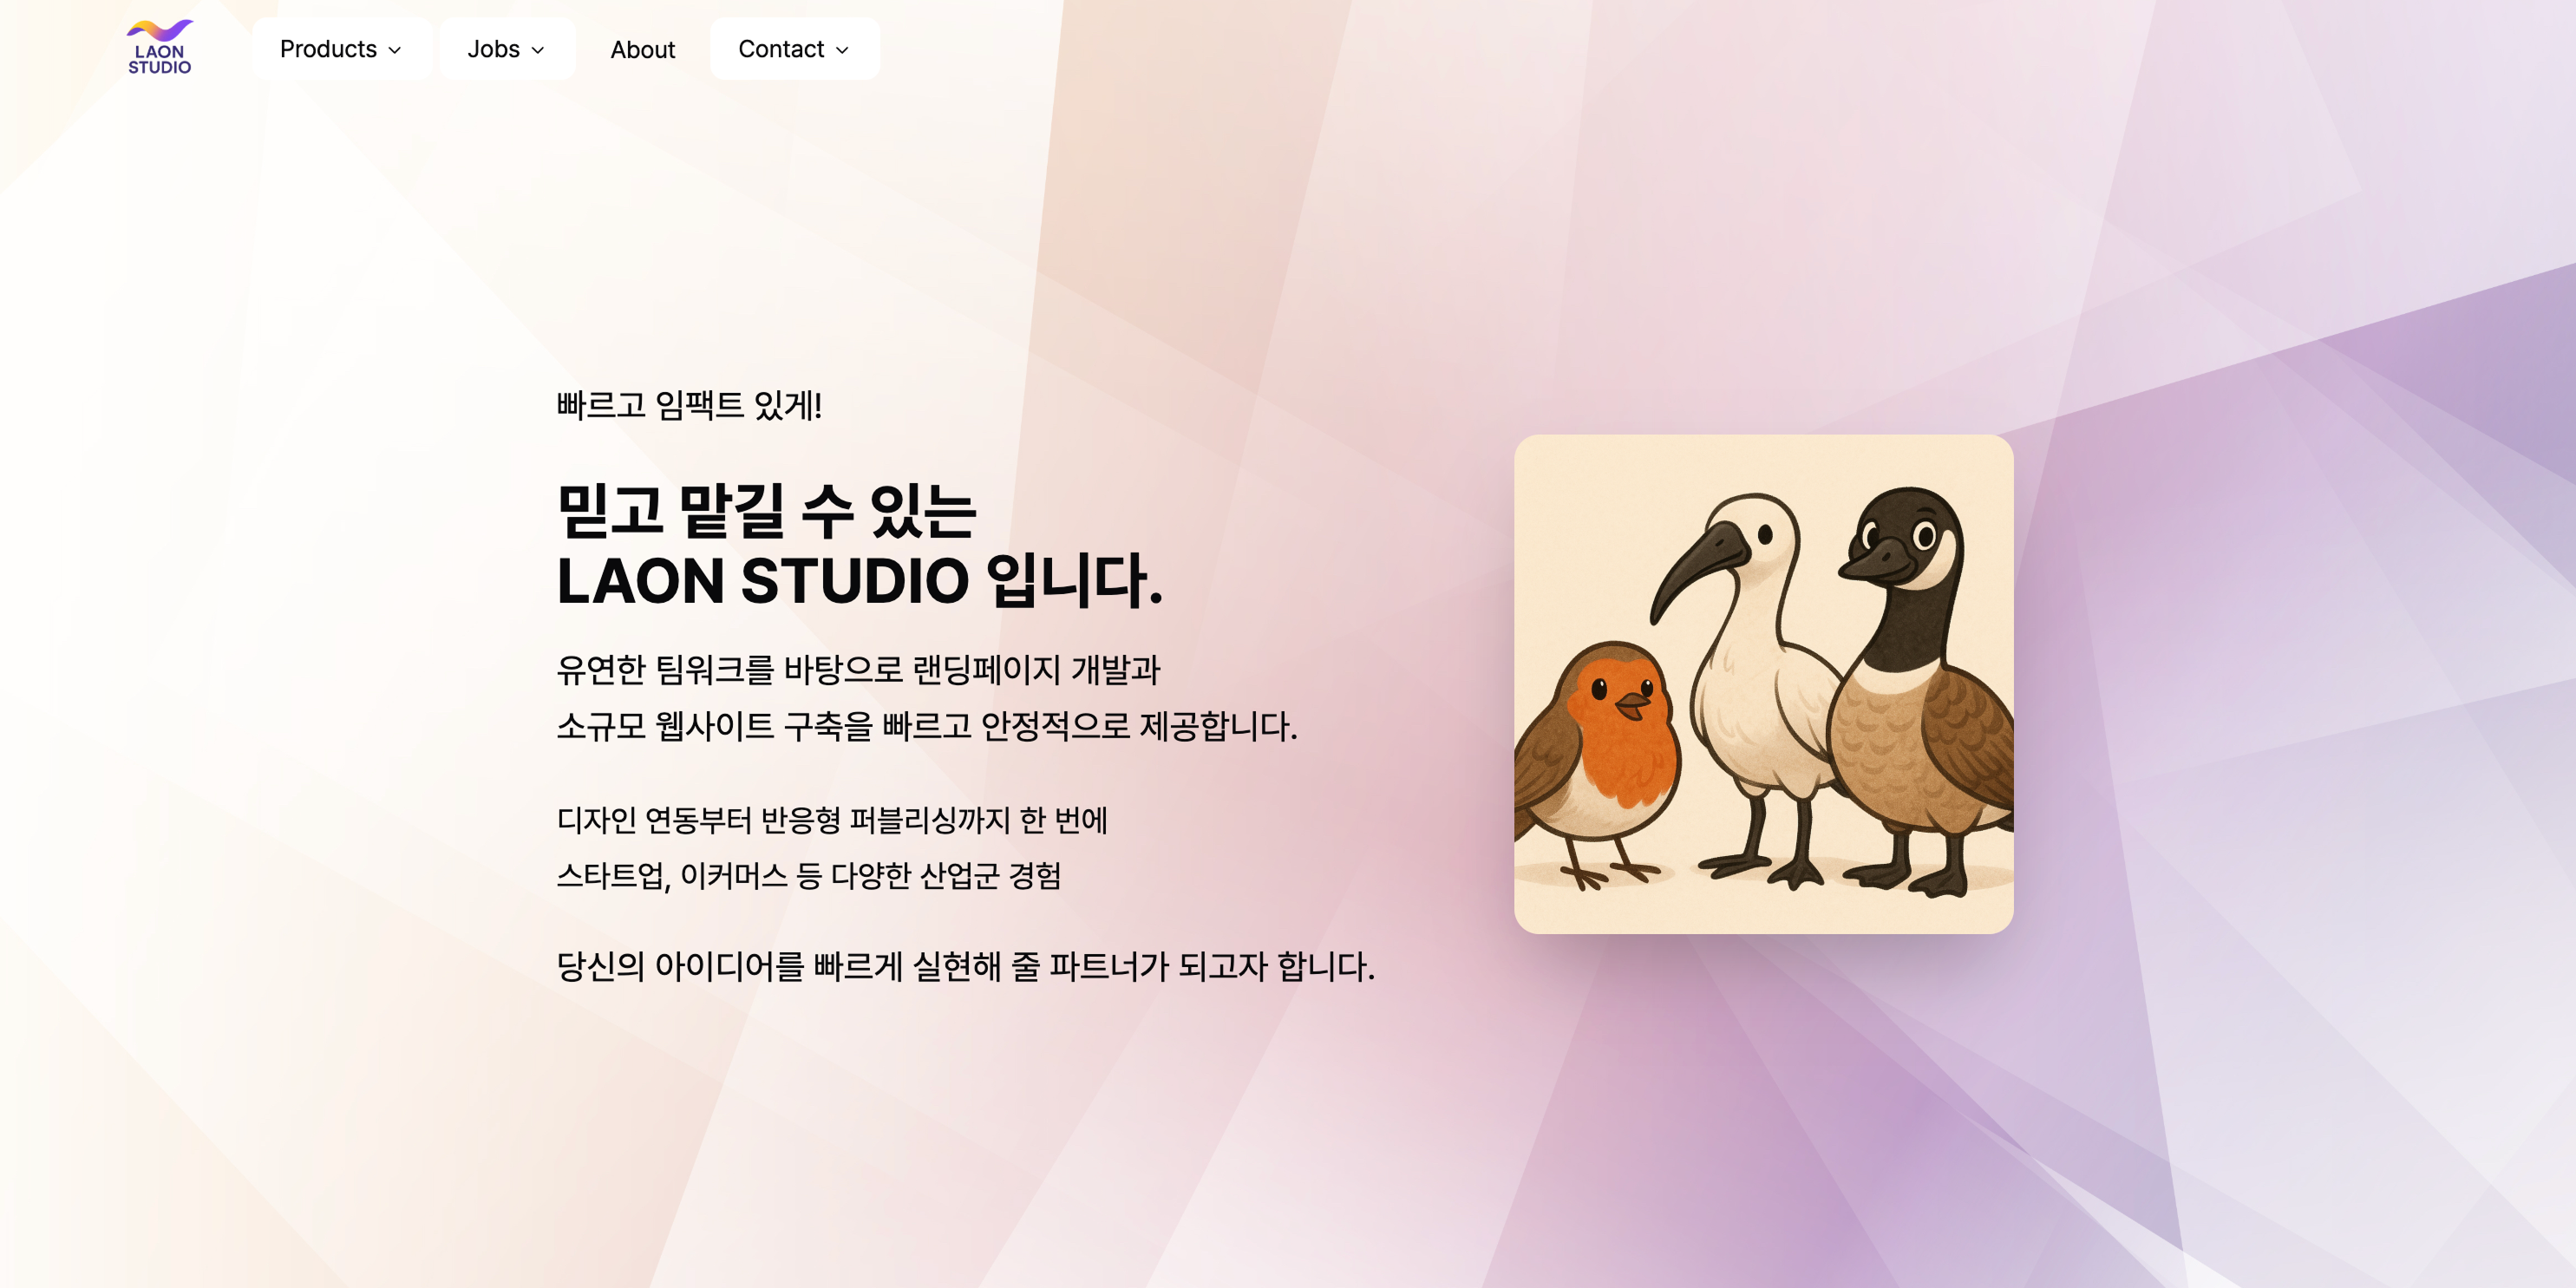 LAON
STUDIO
Products
Jobs
About
Contact
빠르고 임팩트 있게!
믿고 맡길 수 있는
LAON STUDIO 입니다.
유연한 팀워크를 바탕으로 랜딩페이지 개발과
소규모 웹사이트 구축을 빠르고 안정적으로 제공합니다.
디자인 연동부터 반응형 퍼블리싱까지 한 번에
스타트업, 이커머스 등 다양한 산업군 경험
당신의 아이디어를 빠르게 실현해 줄 파트너가 되고자 합니다.